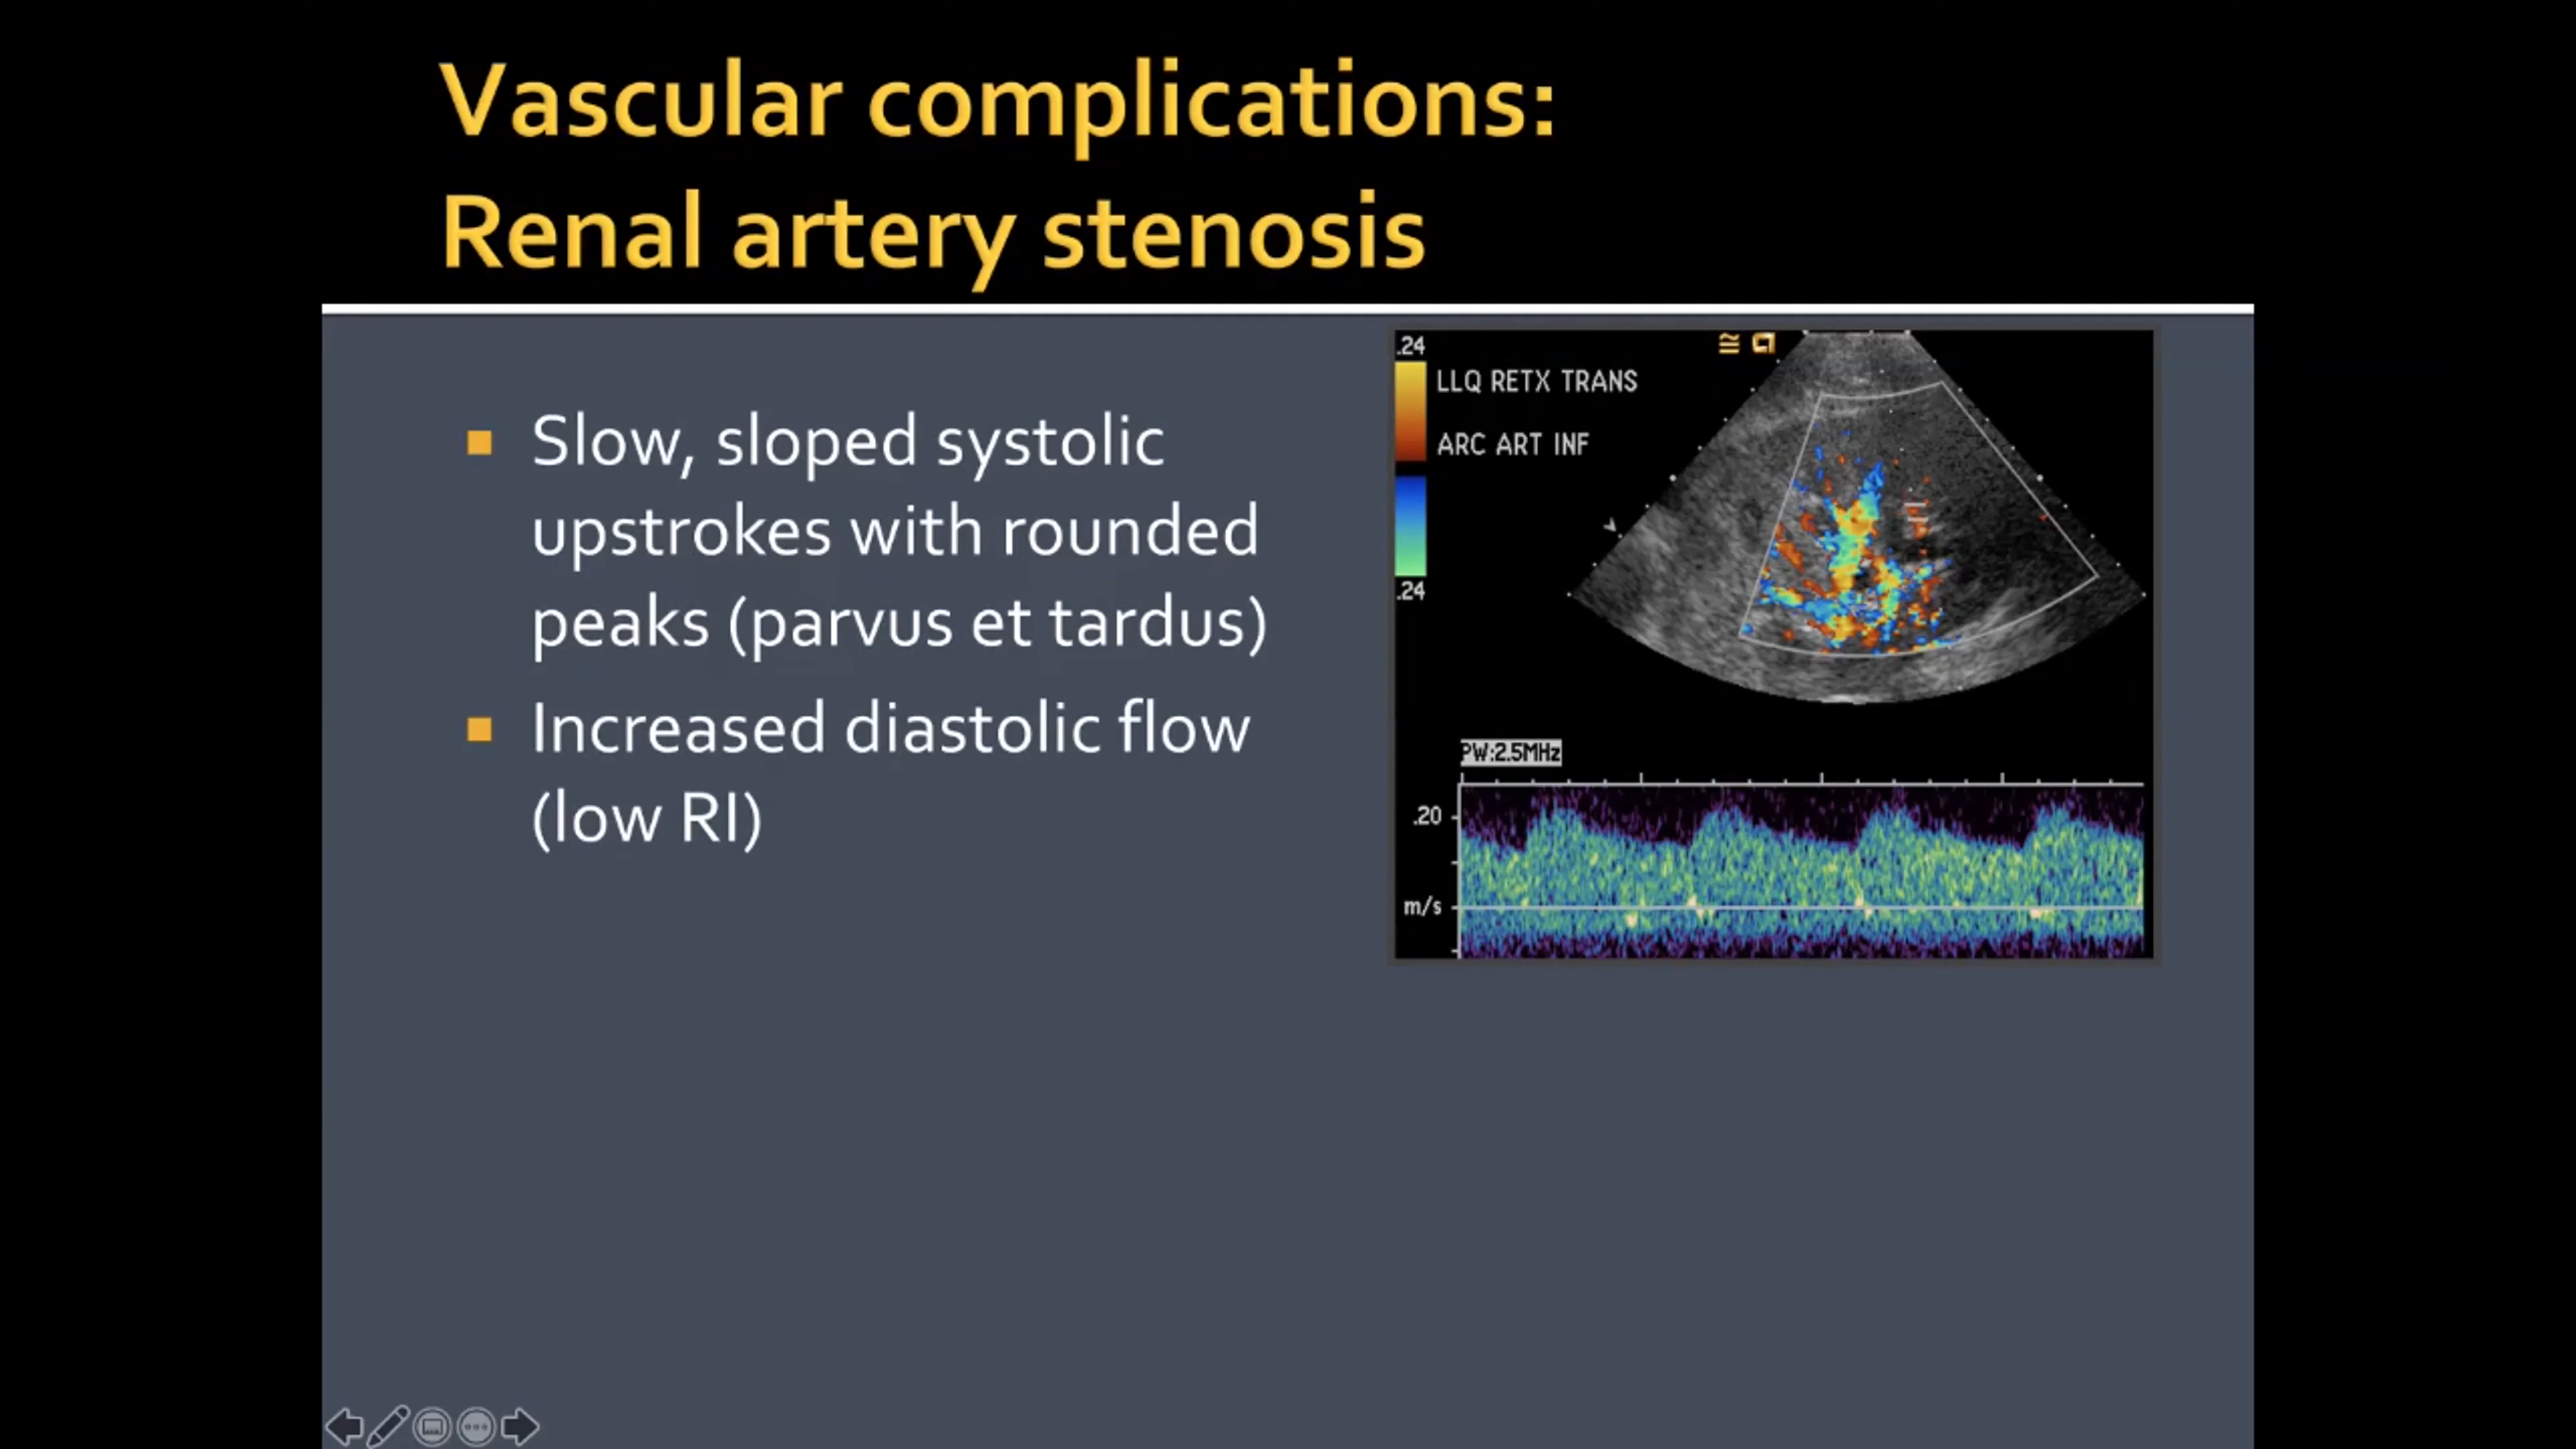 Vascular complications:
Renal artery stenosis
Slow, sloped systolic
upstrokes with rounded
peaks (parvus et tardus)
Increased diastolic flow
(low RI)
.24
LLQ RETX TRANS
ARC ART INF
.24
PW:2.5MHz
.20
m/s